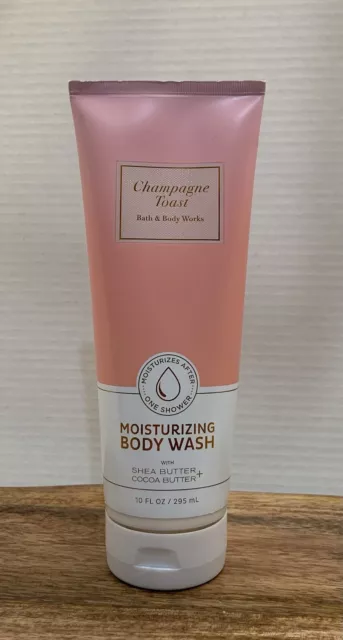 Champagne
Toast
Bath & Body Works
MOISTURIZES AFTER
ONE SHOWER
MOISTURIZING
BODY WASH
WITH
SHEA BUTTER +
COCOA BUTTER
10 FL OZ / 295 mL